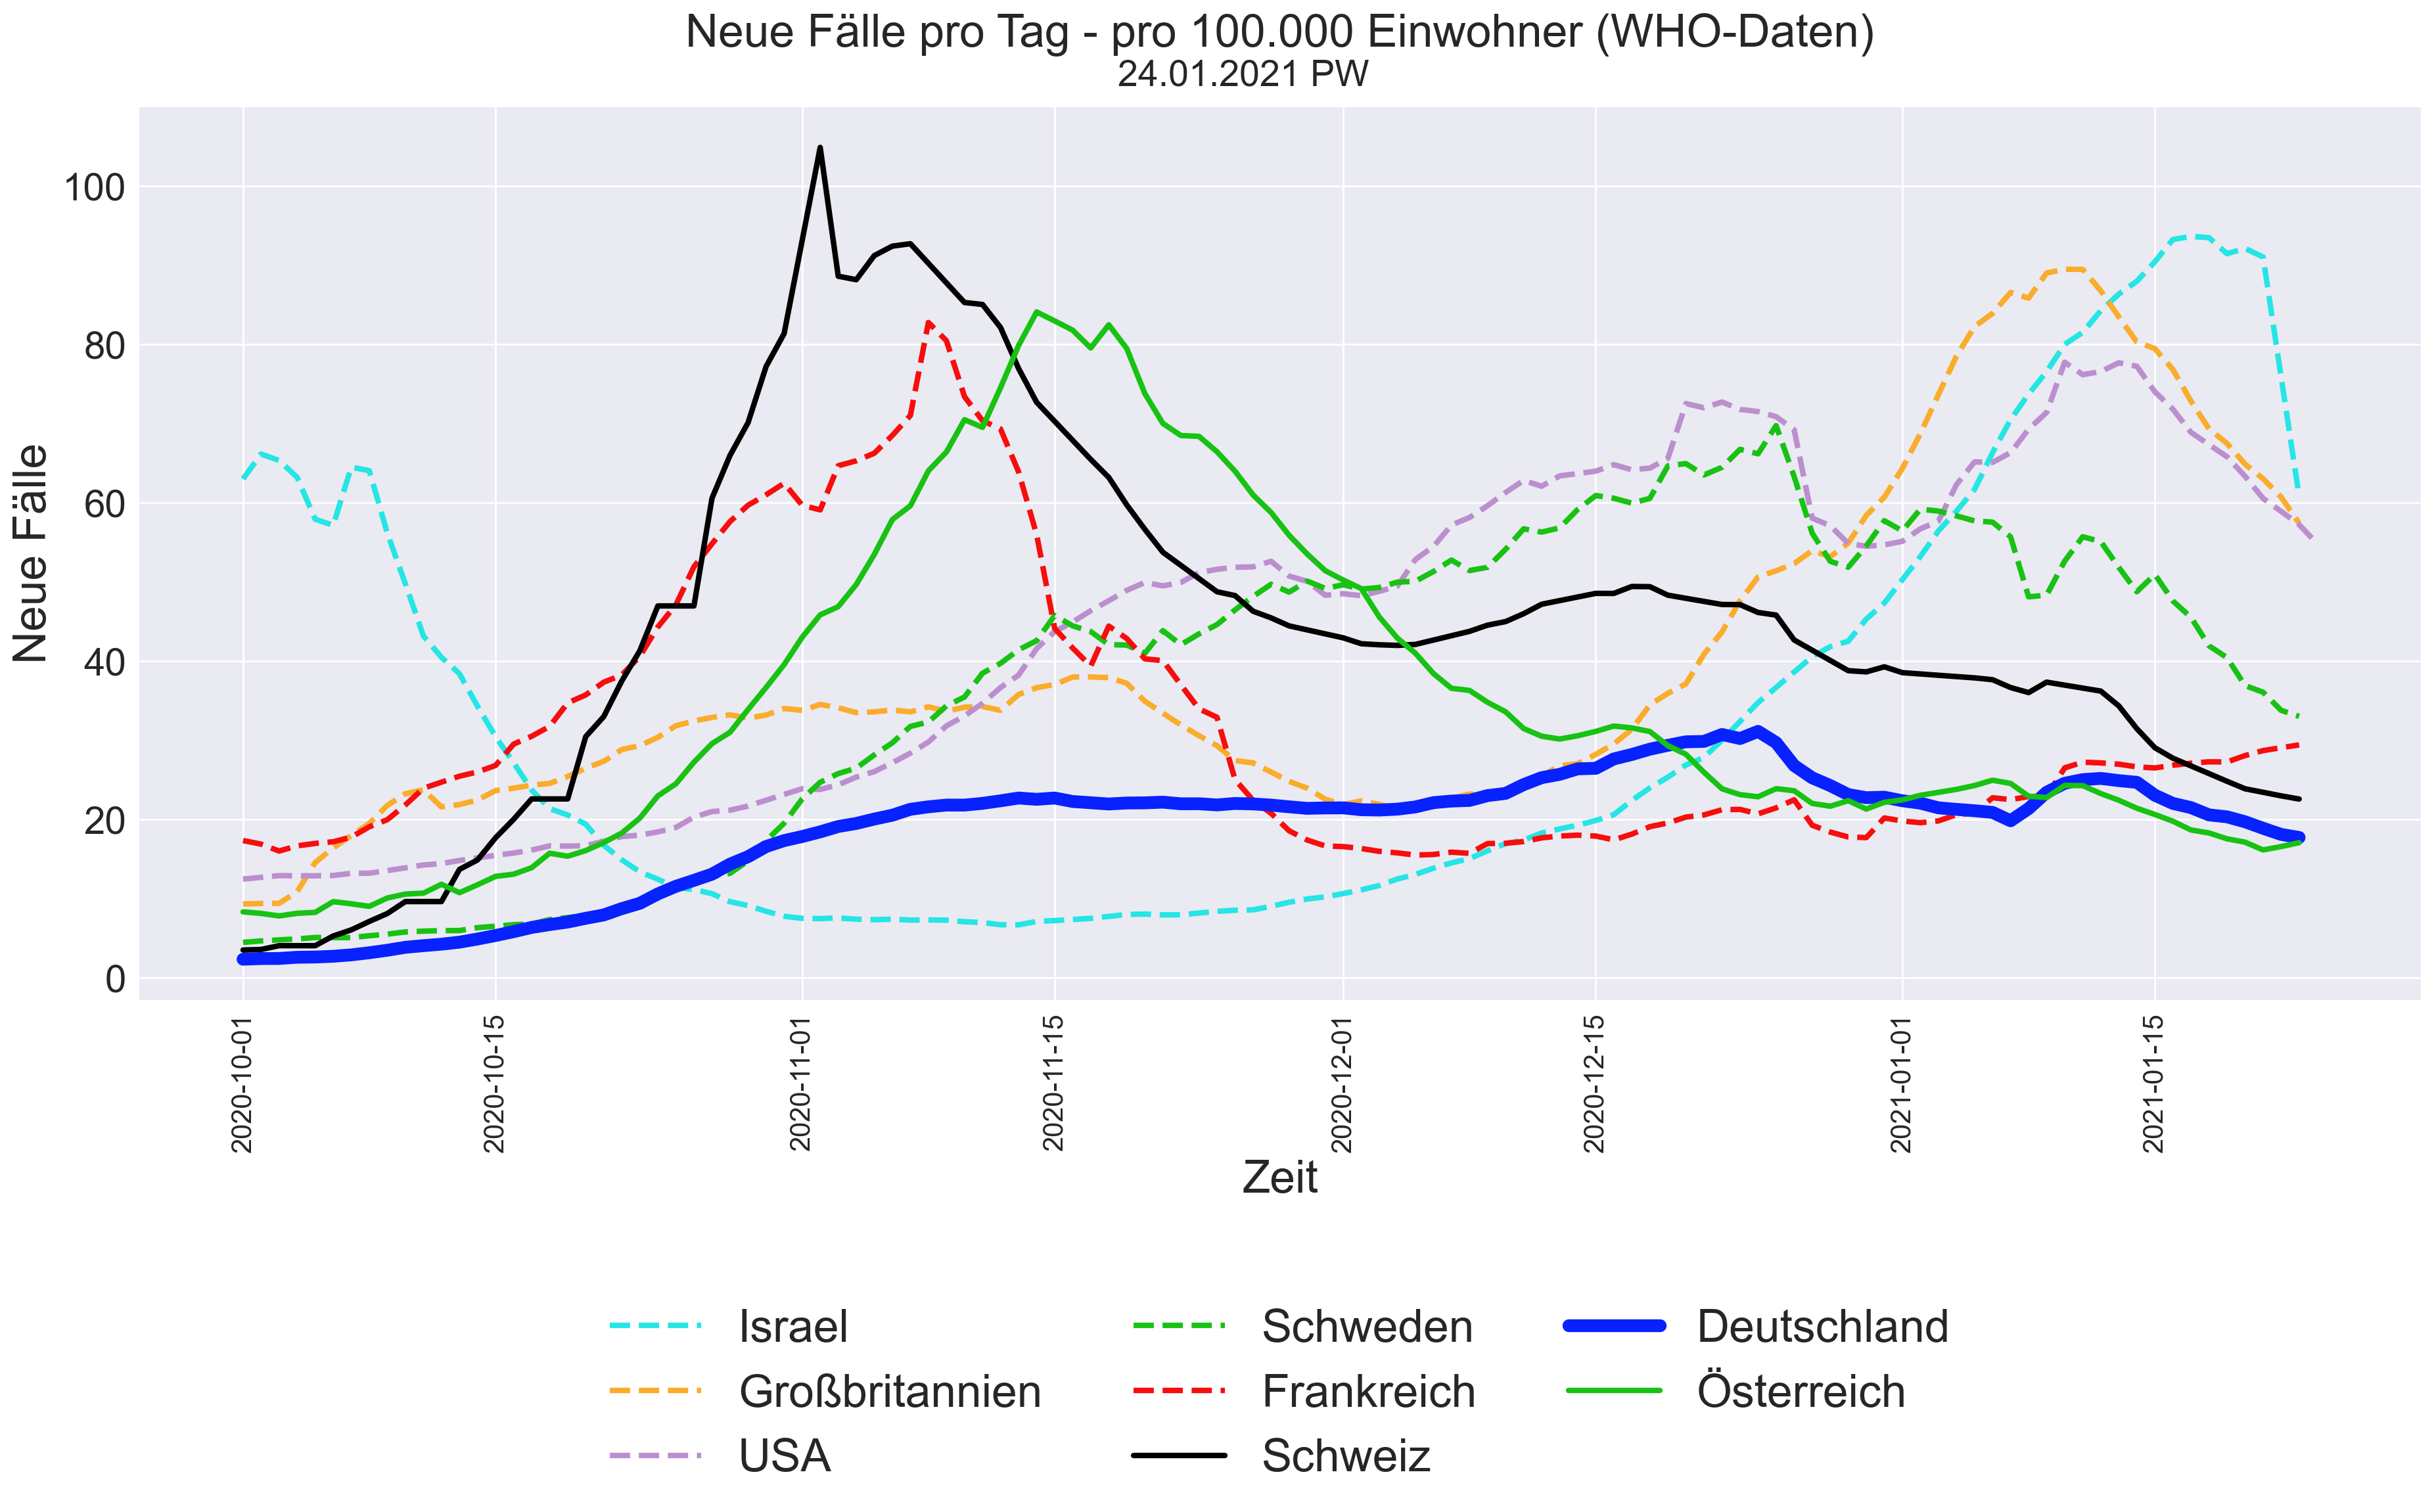 Neue Fälle pro Tag - pro 100.000 Einwohner (WHO-Daten)
24.01.2021 PW
Neue Fälle
100
80
60
40
20
0
2020-10-01
2020-10-15
2020-11-01
2020-11-15
2020-12-01
2020-12-15
2021-01-01
2021-01-15
Zeit
Israel
Großbritannien
USA
Schweden
Frankreich
Schweiz
Deutschland
Österreich